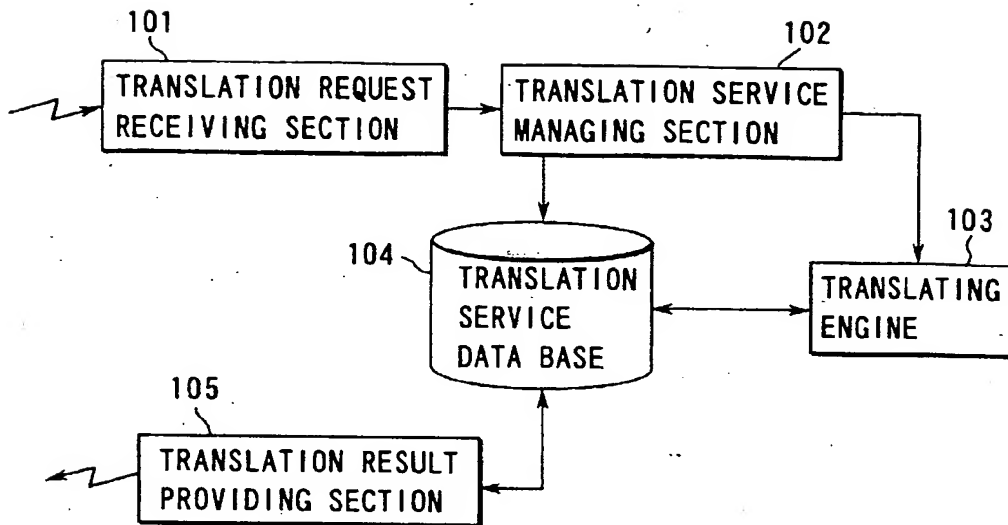 101
TRANSLATION REQUEST
RECEIVING SECTION
102
TRANSLATION SERVICE
MANAGING SECTION
103
TRANSLATING
ENGINE
104
TRANSLATION
SERVICE
DATA BASE
105
TRANSLATION RESULT
PROVIDING SECTION